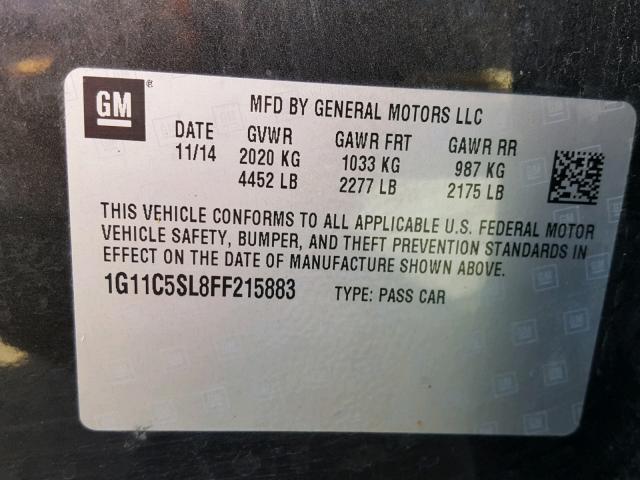 GM
®
MFD BY GENERAL MOTORS LLC
DATE GVWR GAWR FRT GAWR RR
11/14 2020 KG 1033 KG 987 KG
4452 LB 2277 LB 2175 LB
THIS VEHICLE CONFORMS TO ALL APPLICABLE U.S. FEDERAL MOTOR
VEHICLE SAFETY, BUMPER, AND THEFT PREVENTION STANDARDS IN
EFFECT ON THE DATE OF MANUFACTURE SHOWN ABOVE.
1G11C5SL8FF215883 TYPE: PASS CAR